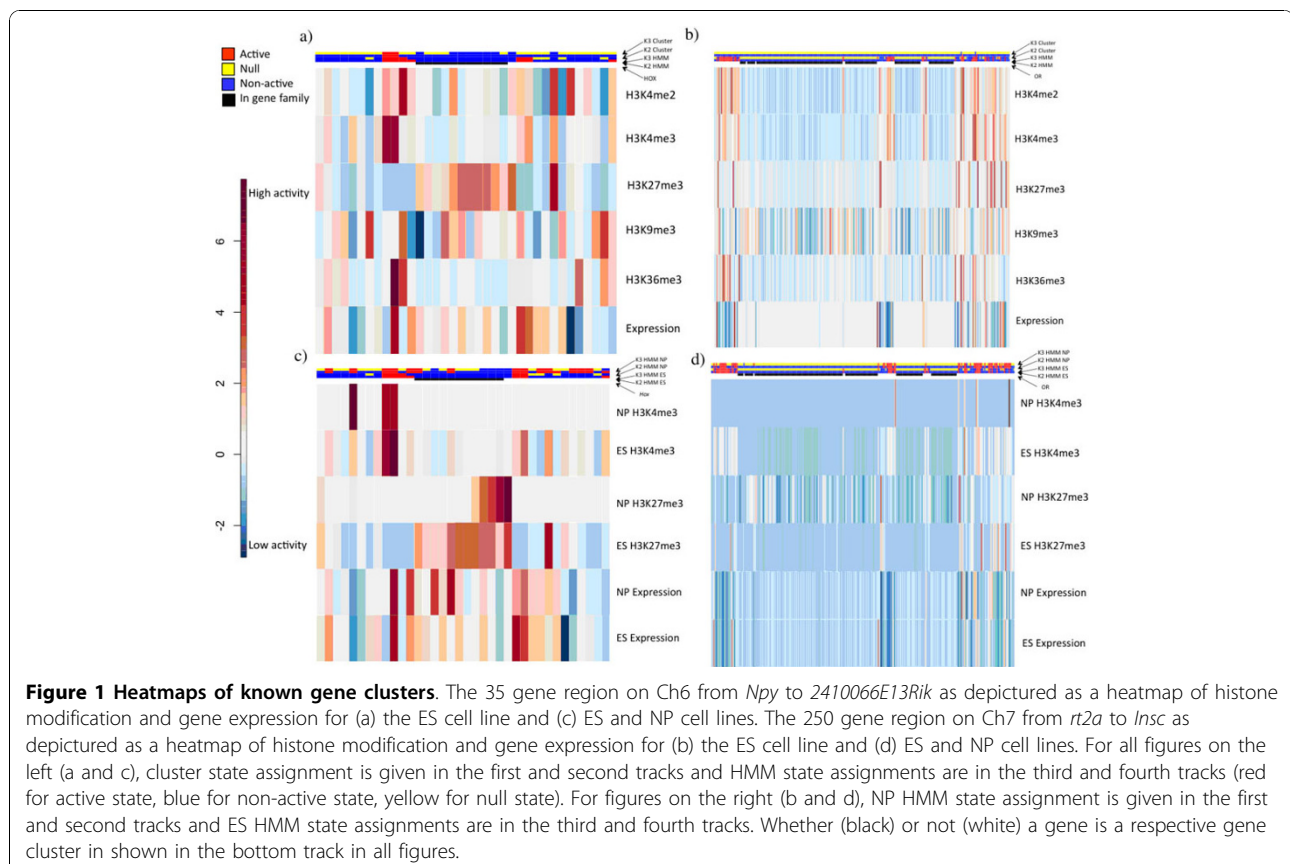 a)
Active
Null
Non-active
In gene family
K3 Cluster
K2 Cluster
K3 HMM
K2 HMM
HOX
H3K4me2
H3K4me3
H3K27me3
H3K9me3
H3K36me3
Expression
High activity
6
4
2
0
-2
Low activity
b)
K3 Cluster
K2 Cluster
K3 HMM
K2 HMM
OR
H3K4me2
H3K4me3
H3K27me3
H3K9me3
H3K36me3
Expression
c)
K3 HMM NP
K2 HMM NP
K3 HMM ES
K2 HMM ES
Hox
NP H3K4me3
ES H3K4me3
NP H3K27me3
ES H3K27me3
NP Expression
ES Expression
d)
K3 HMM NP
K2 HMM NP
K3 HMM ES
K2 HMM ES
OR
NP H3K4me3
ES H3K4me3
NP H3K27me3
ES H3K27me3
NP Expression
ES Expression
Figure 1 Heatmaps of known gene clusters. The 35 gene region on Ch6 from Npy to 2410066E13Rik as depicted as a heatmap of histone
modification and gene expression for (a) the ES cell line and (c) ES and NP cell lines. The 250 gene region on Ch7 from rt2a to Insc as
depicted as a heatmap of histone modification and gene expression for (b) the ES cell line and (d) ES and NP cell lines. For all figures on the
left (a and c), cluster state assignment is given in the first and second tracks and HMM state assignments are in the third and fourth tracks (red
for active state, blue for non-active state, yellow for null state). For figures on the right (b and d), NP HMM state assignment is given in the first
and second tracks and ES HMM state assignments are in the third and fourth tracks. Whether (black) or not (white) a gene is a respective gene
cluster in shown in the bottom track in all figures.